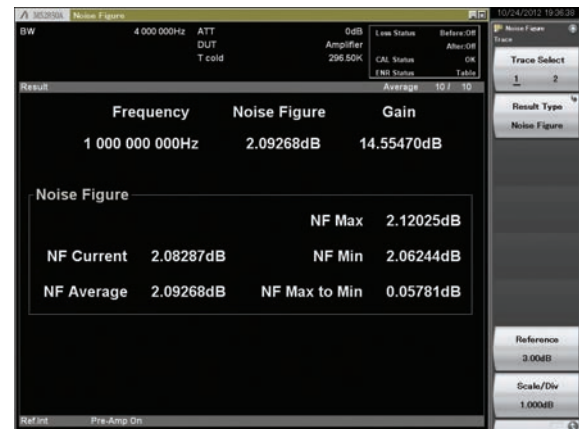 MS2850A Noise Figure
10/24/2012 19:36:39
BW 4 000 000Hz ATT 0dB
DUT Amplifier
T cold 296.50K
Loss Status Before:Off
After:Off
CAL Status OK
ENR Status Table
Result Average 10 / 10
Frequency Noise Figure Gain
1 000 000 000Hz 2.09268dB 14.55470dB
Noise Figure
NF Max 2.12025dB
NF Current 2.08287dB NF Min 2.06244dB
NF Average 2.09268dB NF Max to Min 0.05781dB
Ref.Int Pre-Amp On
Noise Figure
Trace
Trace Select
1 2
Result Type
Noise Figure
Reference
3.00dB
Scale/Div
1.000dB